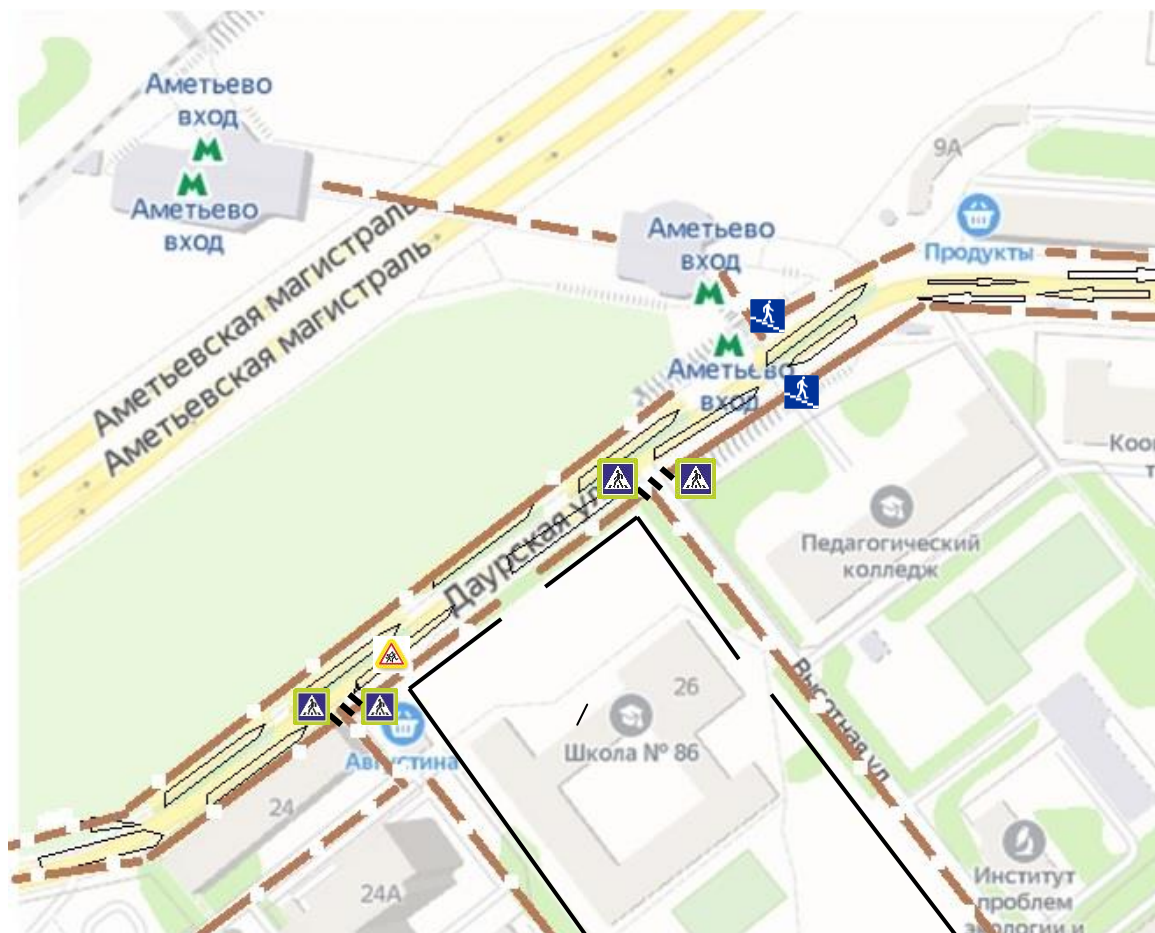 Аметьево
вход
М
М
Аметьево
вход
Аметьевская магистраль
Аметьевская магистраль
Аметьево
вход
М
М
Аметьево
вход
9А
Продукты
Даурская ул
Педагогический
колледж
26
Школа № 86
Высотная ул.
Августина
24
24А
Институт
проблем
экологии и